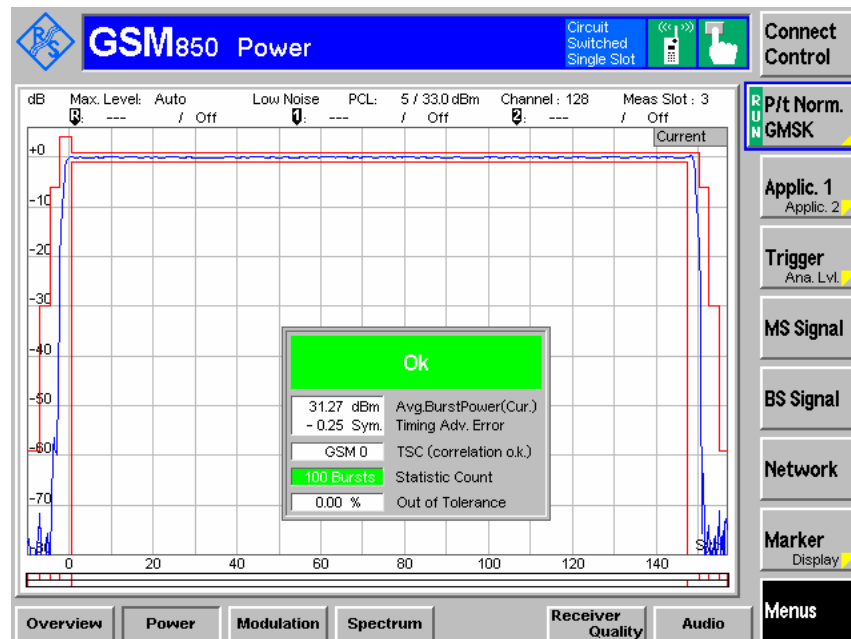 R&S
GSM850 Power
Circuit
Switched
Single Slot
Connect
Control
dB Max. Level: Auto Low Noise PCL: 5 / 33.0 dBm Channel : 128 Meas Slot : 3
R: --- / Off 1: --- / Off 2: --- / Off
Current
RUN
P/t Norm.
GMSK
+0
-10
-20
-30
-40
-50
-60
-70
Applic. 1
Applic. 2
Trigger
Ana. Lvl.
MS Signal
BS Signal
Network
Marker
Display
Menus
Ok
31.27 dBm Avg.BurstPower(Cur.)
- 0.25 Sym. Timing Adv. Error
GSM 0 TSC (correlation o.k.)
100 Bursts Statistic Count
0.00 % Out of Tolerance
0 20 40 60 80 100 120 140
Overview Power Modulation Spectrum Receiver Quality Audio